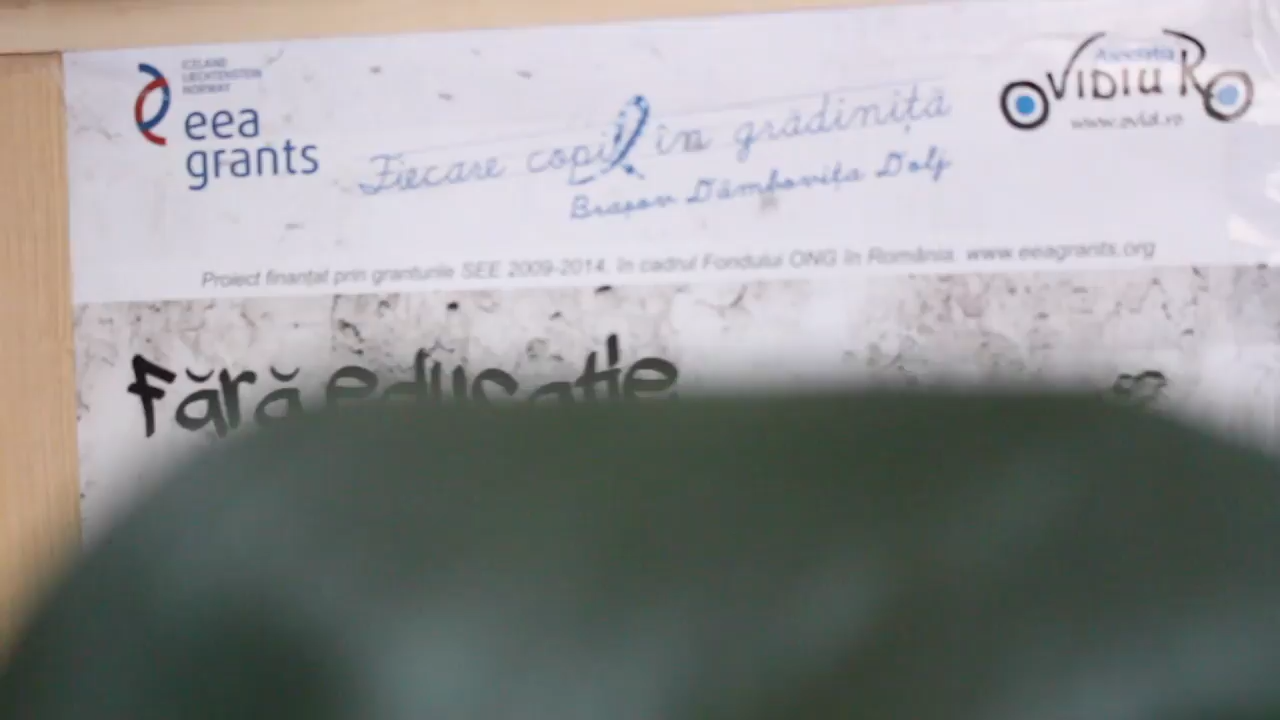 ICELAND
LIECHTENSTEIN
NORWAY
eea
grants
Fiecare copil în grădiniță
Brașov Dâmbovița Dolj
Asociația
OVIDIU RO
www.ovid.ro
Proiect finanțat prin granturile SEE 2009-2014, în cadrul Fondului ONG în România. www.eeagrants.org
Fără educație